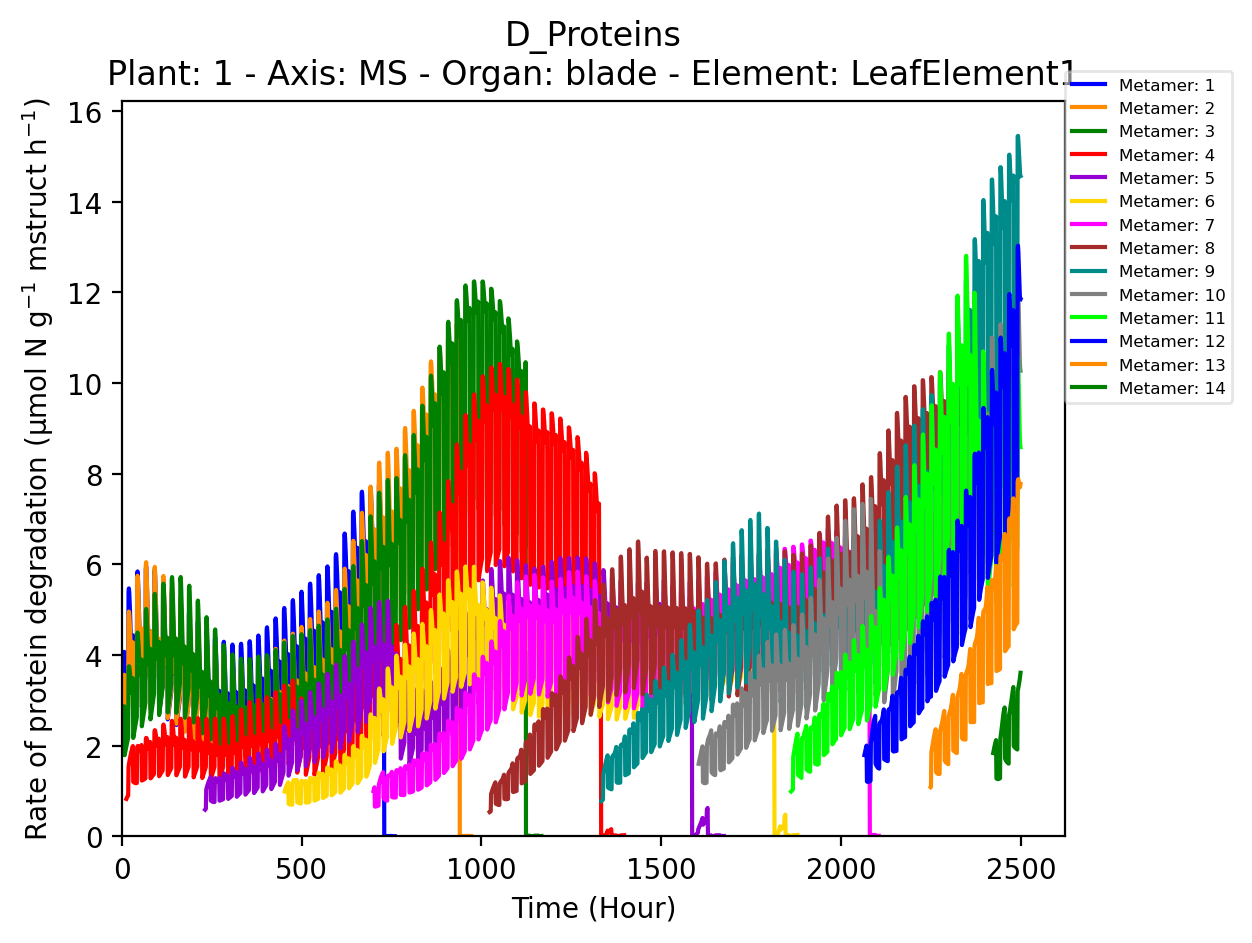 D_Proteins
Plant: 1 - Axis: MS - Organ: blade - Element: LeafElement1
Rate of protein degradation (µmol N g⁻¹ mstruct h⁻¹)
16
14
12
10
8
6
4
2
0
0 500 1000 1500 2000 2500
Time (Hour)
Metamer: 1
Metamer: 2
Metamer: 3
Metamer: 4
Metamer: 5
Metamer: 6
Metamer: 7
Metamer: 8
Metamer: 9
Metamer: 10
Metamer: 11
Metamer: 12
Metamer: 13
Metamer: 14